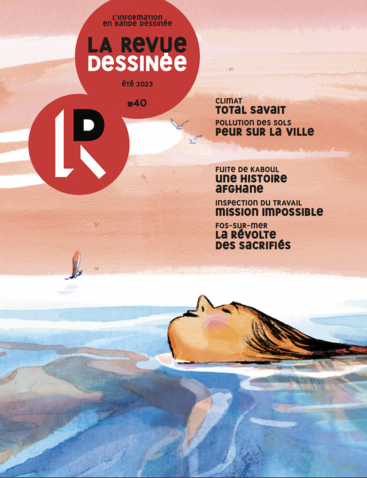 L'INFORMATION
EN BANDE DESSINÉE
LA REVUE
DESSINÉE
ÉTÉ 2023
#40
RD
CLIMAT
TOTAL SAVAIT
POLLUTION DES SOLS
PEUR SUR LA VILLE
FUITE DE KABOUL
UNE HISTOIRE
AFGHANE
INSPECTION DU TRAVAIL
MISSION IMPOSSIBLE
FOS-SUR-MER
LA RÉVOLTE
DES SACRIFIÉS